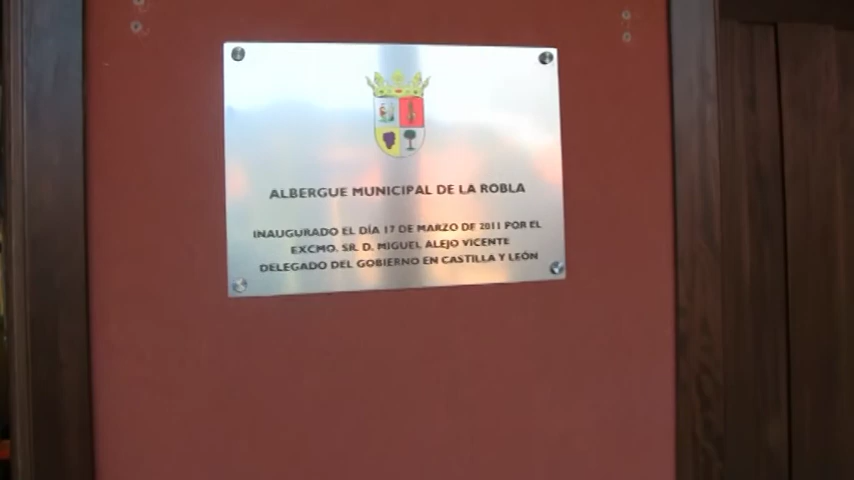 ALBERGUE MUNICIPAL DE LA ROBLA
INAUGURADO EL DÍA 17 DE MARZO DE 2011 POR EL
EXCMO. SR. D. MIGUEL ALEJO VICENTE
DELEGADO DEL GOBIERNO EN CASTILLA Y LEÓN